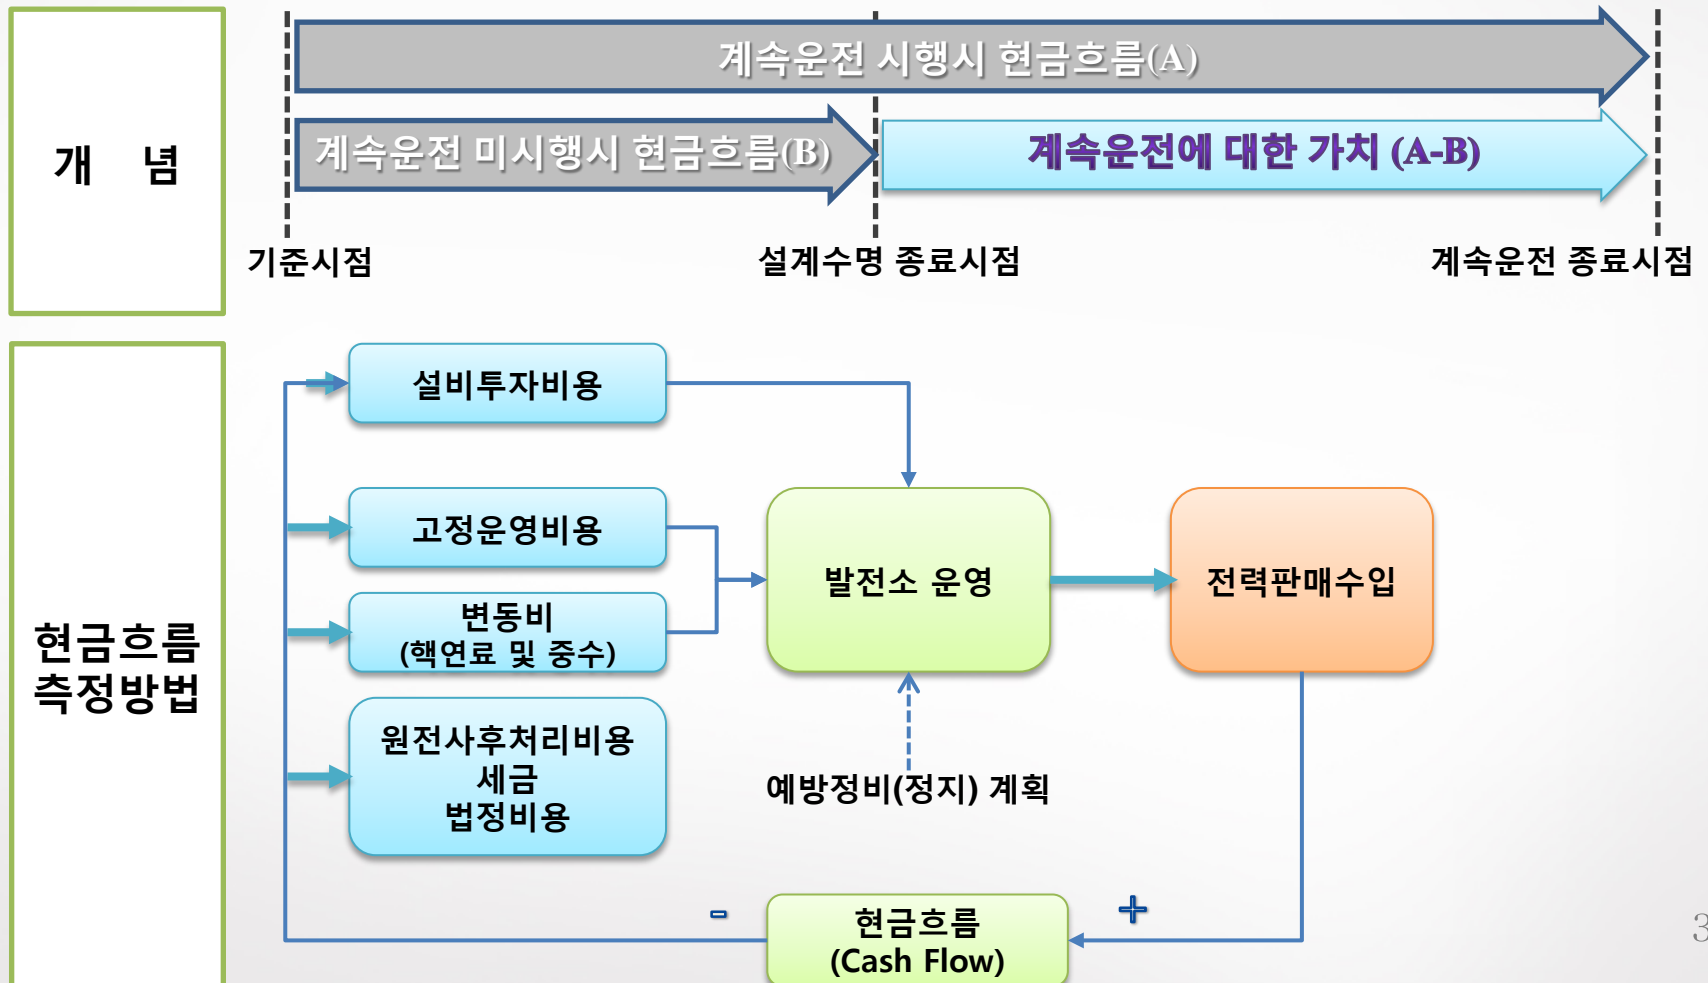 개 념
계속운전 시행시 현금흐름(A)
계속운전 미시행시 현금흐름(B)
계속운전에 대한 가치 (A-B)
기준시점
설계수명 종료시점
계속운전 종료시점
현금흐름
측정방법
설비투자비용
고정운영비용
변동비
(핵연료 및 중수)
원전사후처리비용
세금
법정비용
발전소 운영
전력판매수입
예방정비(정지) 계획
-
+
현금흐름
(Cash Flow)
3